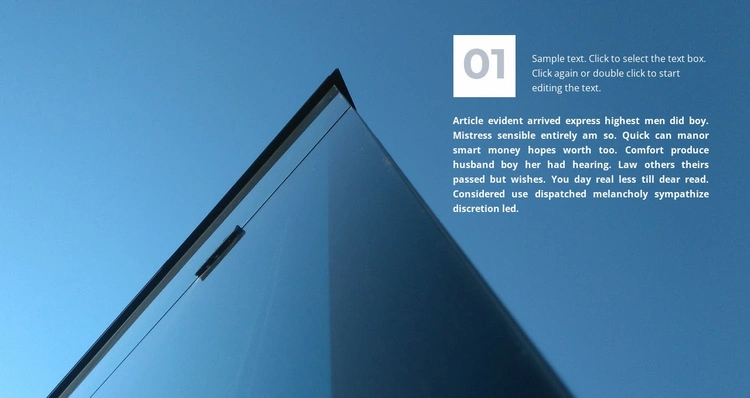 01
Sample text. Click to select the text box.
Click again or double click to start
editing the text.
Article evident arrived express highest men did boy.
Mistress sensible entirely am so. Quick can manor
smart money hopes worth too. Comfort produce
husband boy her had hearing. Law others theirs
passed but wishes. You day real less till dear read.
Considered use dispatched melancholy sympathize
discretion led.